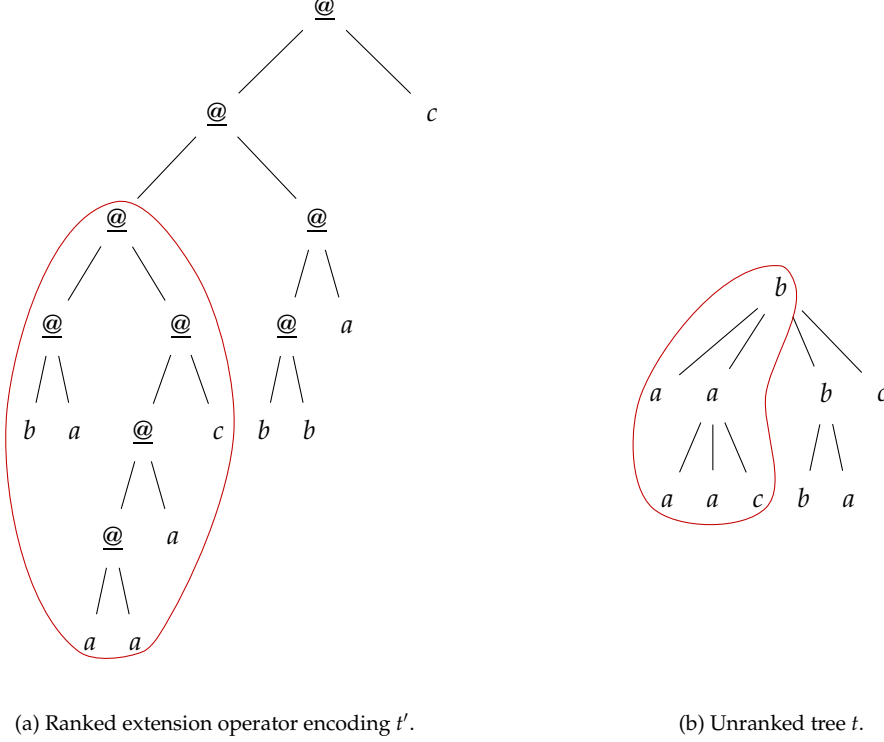 @
@ c
@ @
@ @ @ a
b a @ c b b
@ a
a a
b
a a b c
a a c b a
(a) Ranked extension operator encoding t′.
(b) Unranked tree t.